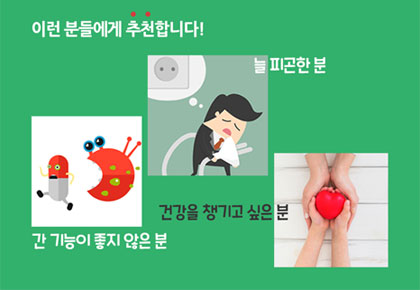 이런 분들에게 추천합니다!
늘 피곤한 분
간 기능이 좋지 않은 분
건강을 챙기고 싶은 분